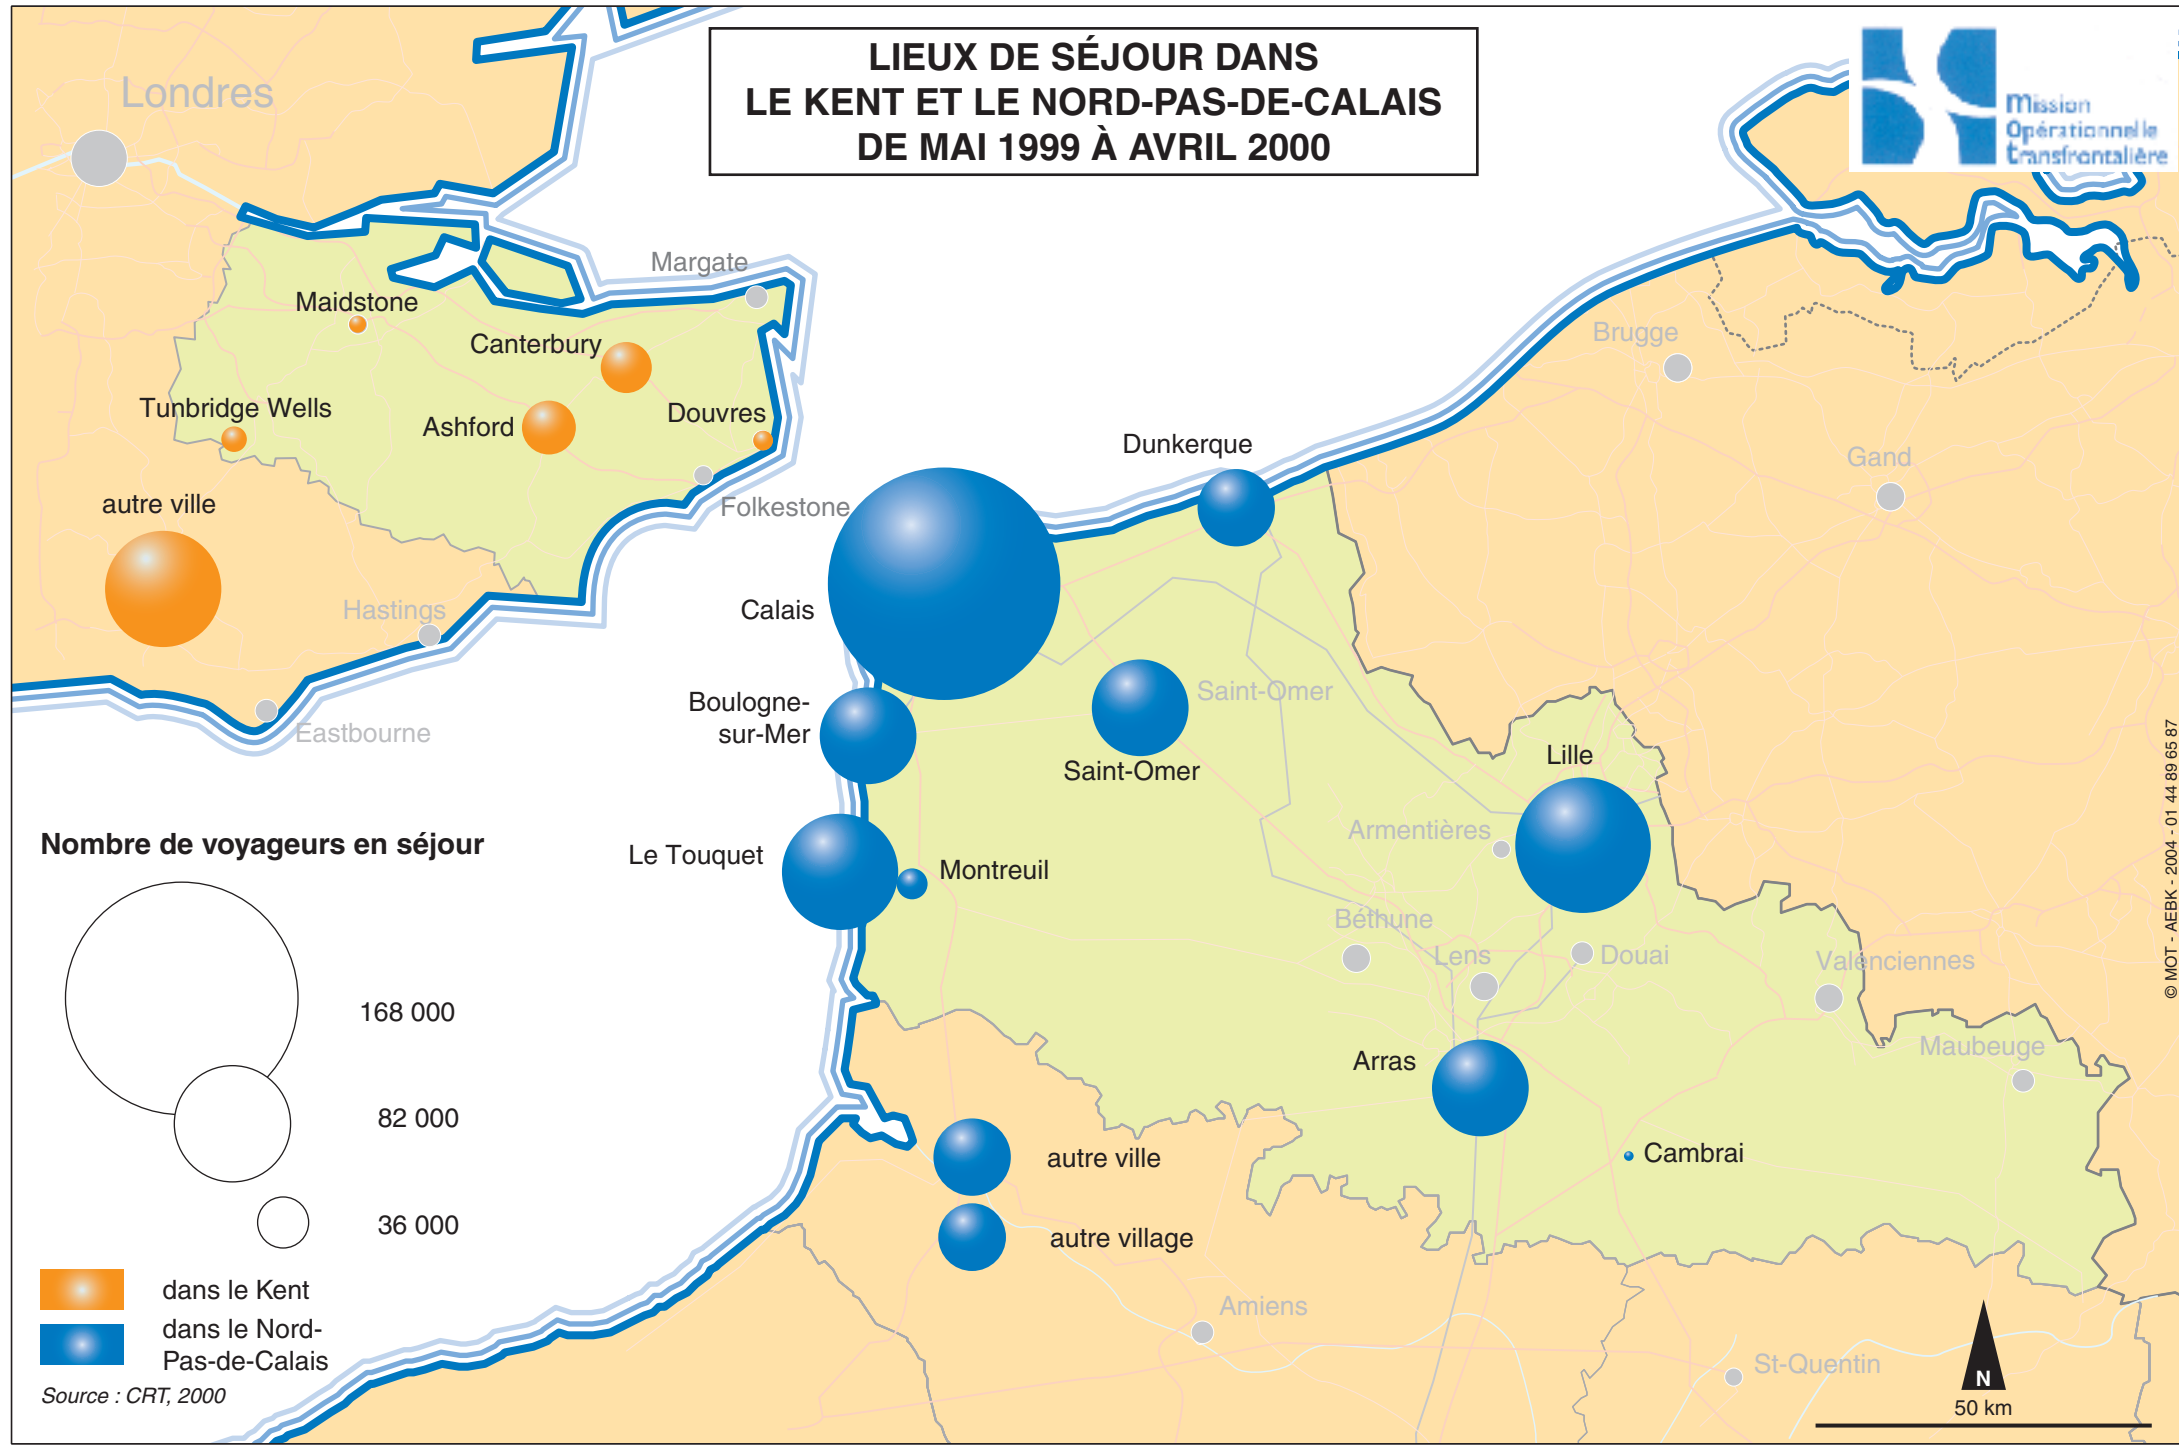 LIEUX DE SÉJOUR DANS
LE KENT ET LE NORD-PAS-DE-CALAIS
DE MAI 1999 À AVRIL 2000
mission
opérationnelle
transfrontalière
Londres
Margate
Maidstone
Canterbury
Tunbridge Wells
Ashford
Douvres
Folkestone
autre ville
Hastings
Eastbourne
Brugge
Gand
Dunkerque
Calais
Boulogne-
sur-Mer
Saint-Omer
Saint-Omer
Lille
Armentières
Le Touquet
Montreuil
Béthune
Lens
Douai
Valenciennes
Maubeuge
Arras
Cambrai
autre ville
autre village
Amiens
St-Quentin
Nombre de voyageurs en séjour
168 000
82 000
36 000
dans le Kent
dans le Nord-
Pas-de-Calais
Source : CRT, 2000
N
50 km
© MOT - AEBK - 2004 - 01 44 89 65 87